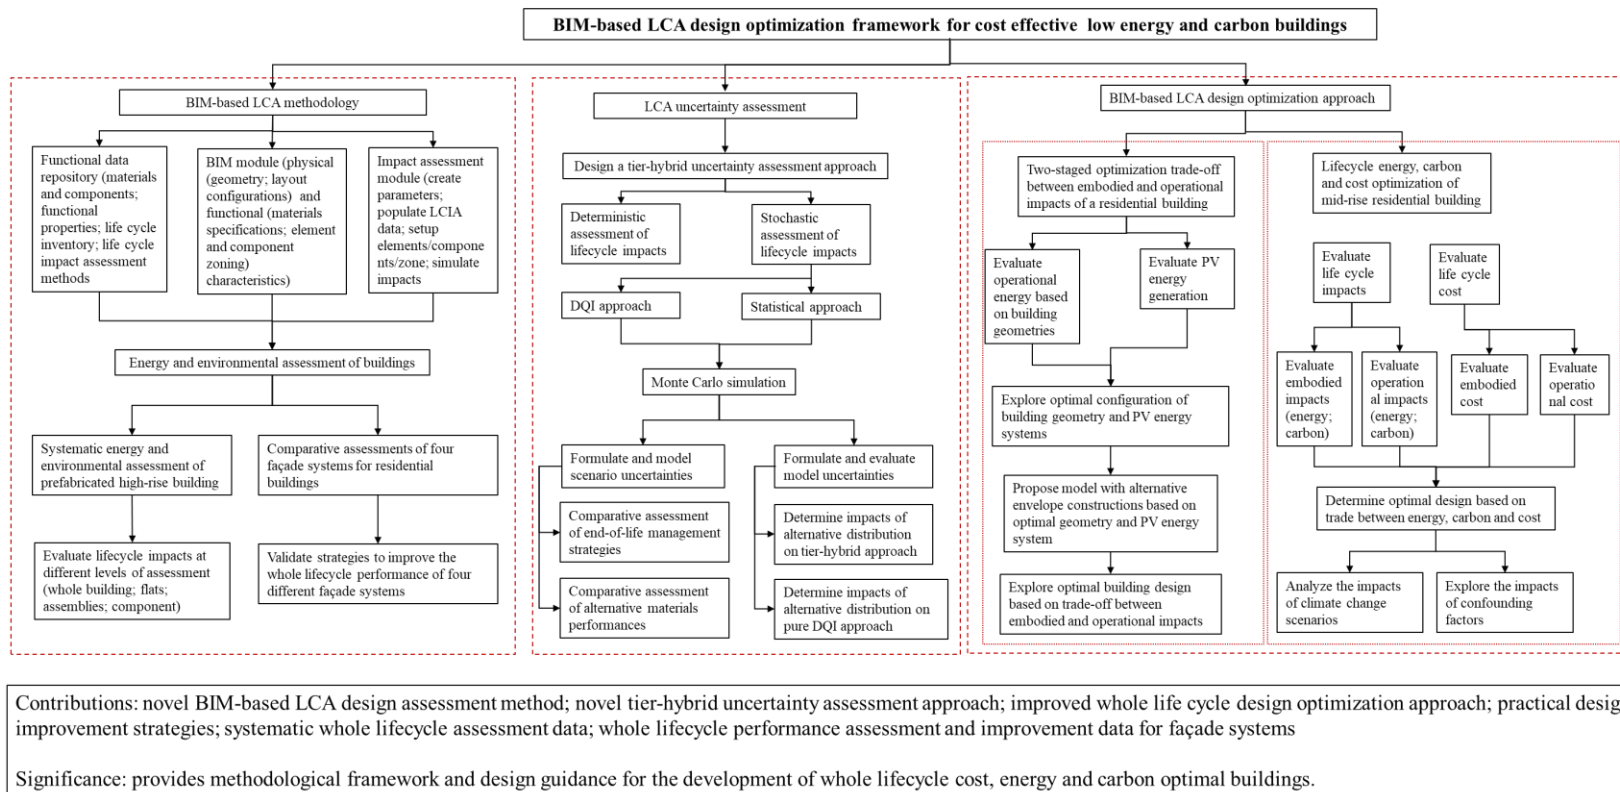 BIM-based LCA design optimization framework for cost effective low energy and carbon buildings
BIM-based LCA methodology
Functional data
repository (materials
and components;
functional
properties; life cycle
inventory; life cycle
impact assessment
methods
BIM module (physical
(geometry; layout
configurations) and
functional (materials
specifications; element
and component
zoning)
characteristics)
Impact assessment
module (create
parameters;
populate LCIA
data; setup
elements/compone
nts/zone; simulate
impacts
Energy and environmental assessment of buildings
Systematic energy and
environmental assessment of
prefabricated high-rise building
Comparative assessments of four
façade systems for residential
buildings
Evaluate lifecycle impacts at
different levels of assessment
(whole building; flats;
assemblies; component)
Validate strategies to improve the
whole lifecycle performance of four
different façade systems
LCA uncertainty assessment
Design a tier-hybrid uncertainty assessment approach
Deterministic
assessment of
lifecycle impacts
Stochastic
assessment of
lifecycle impacts
DQI approach
Statistical approach
Monte Carlo simulation
Formulate and model
scenario uncertainties
Formulate and evaluate
model uncertainties
Comparative assessment
of end-of-life management
strategies
Determine impacts of
alternative distribution
on tier-hybrid approach
Comparative assessment
of alternative materials
performances
Determine impacts of
alternative distribution on
pure DQI approach
BIM-based LCA design optimization approach
Two-staged optimization trade-off
between embodied and operational
impacts of a residential building
Evaluate
operational
energy based
on building
geometries
Evaluate PV
energy
generation
Explore optimal configuration of
building geometry and PV energy
systems
Propose model with alternative
envelope constructions based on
optimal geometry and PV energy
system
Explore optimal building design
based on trade-off between
embodied and operational impacts
Lifecycle energy, carbon
and cost optimization of
mid-rise residential building
Evaluate
life cycle
impacts
Evaluate
life cycle
cost
Evaluate
embodied
impacts
(energy;
carbon)
Evaluate
operation
al impacts
(energy;
carbon)
Evaluate
embodied
cost
Evaluate
operatio
nal cost
Determine optimal design based on
trade between energy, carbon and cost
Analyze the impacts
of climate change
scenarios
Explore the impacts
of confounding
factors
Contributions: novel BIM-based LCA design assessment method; novel tier-hybrid uncertainty assessment approach; improved whole life cycle design optimization approach; practical desig
improvement strategies; systematic whole lifecycle assessment data; whole lifecycle performance assessment and improvement data for façade systems
Significance: provides methodological framework and design guidance for the development of whole lifecycle cost, energy and carbon optimal buildings.